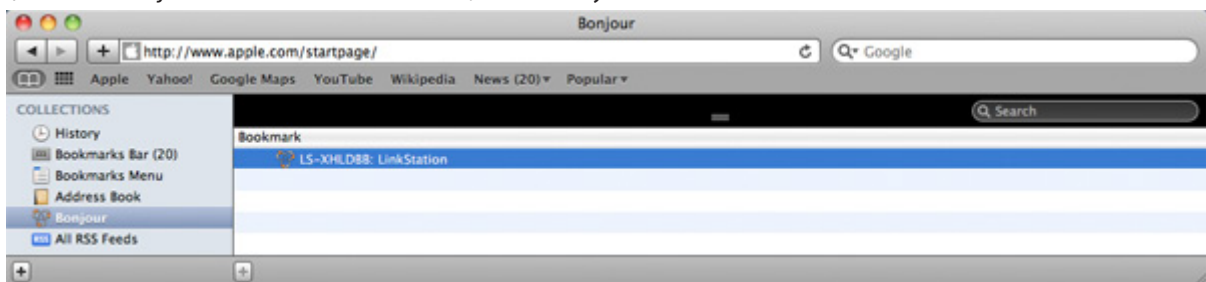 Bonjour
http://www.apple.com/startpage/
Google
Apple Yahoo! Google Maps YouTube Wikipedia News (20) Popular
COLLECTIONS
Search
History
Bookmark
Bookmarks Bar (20)
LS-XHLD88: LinkStation
Bookmarks Menu
Address Book
Bonjour
RSS All RSS Feeds